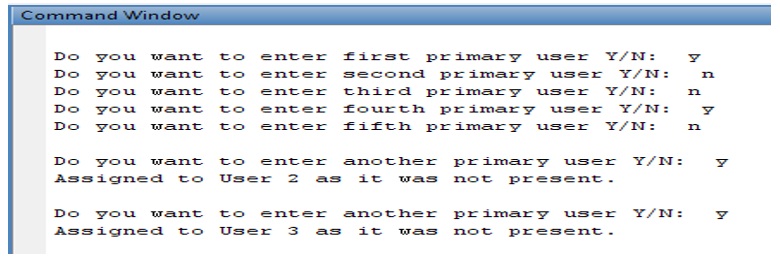 Command Window
Do you want to enter first primary user Y/N: y
Do you want to enter second primary user Y/N: n
Do you want to enter third primary user Y/N: n
Do you want to enter fourth primary user Y/N: y
Do you want to enter fifth primary user Y/N: n
Do you want to enter another primary user Y/N: y
Assigned to User 2 as it was not present.
Do you want to enter another primary user Y/N: y
Assigned to User 3 as it was not present.